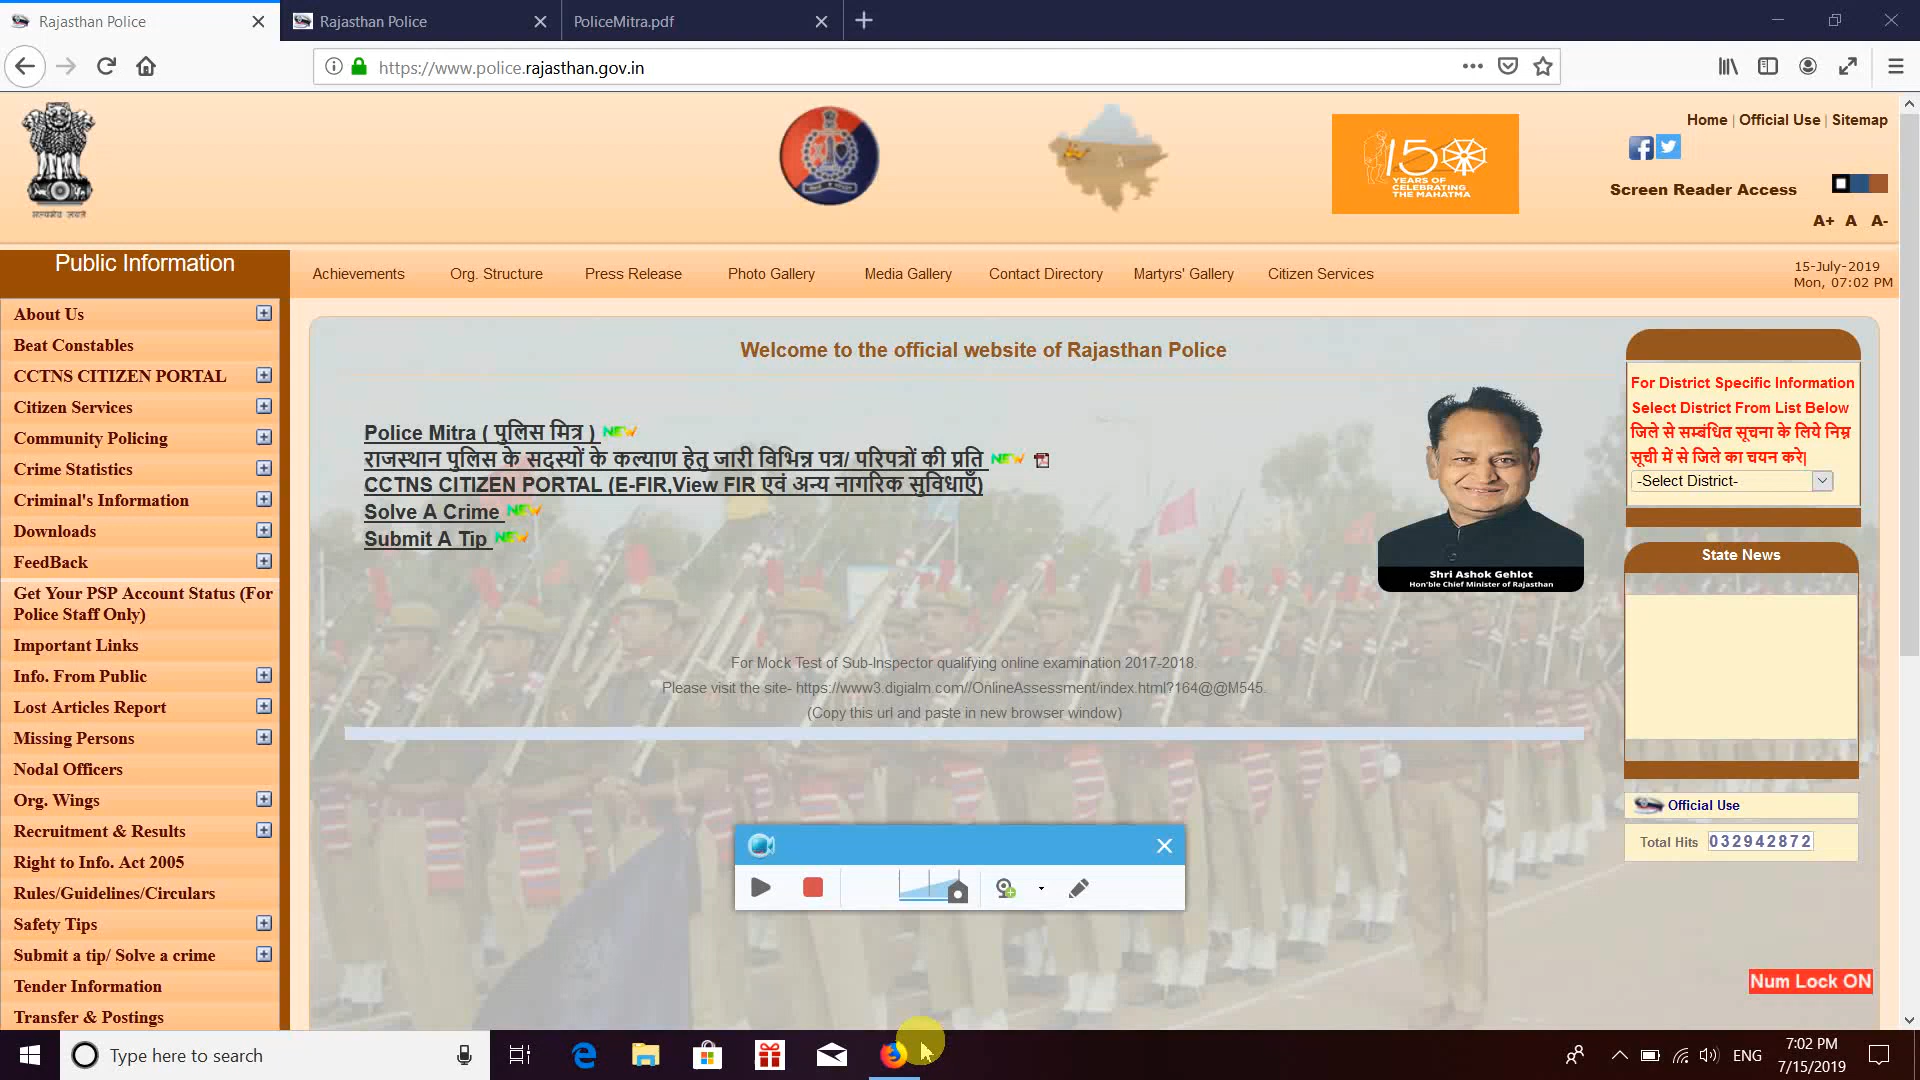 Rajasthan Police
Rajasthan Police
PoliceMitra.pdf
https://www.police.rajasthan.gov.in
सत्यमेव जयते
150
YEARS OF
CELEBRATING
THE MAHATMA
Home | Official Use | Sitemap
Screen Reader Access
A+ A A-
Public Information
Achievements
Org. Structure
Press Release
Photo Gallery
Media Gallery
Contact Directory
Martyrs' Gallery
Citizen Services
15-July-2019
Mon, 07:02 PM
About Us
Beat Constables
CCTNS CITIZEN PORTAL
Citizen Services
Community Policing
Crime Statistics
Criminal's Information
Downloads
FeedBack
Get Your PSP Account Status (For
Police Staff Only)
Important Links
Info. From Public
Lost Articles Report
Missing Persons
Nodal Officers
Org. Wings
Recruitment & Results
Right to Info. Act 2005
Rules/Guidelines/Circulars
Safety Tips
Submit a tip/ Solve a crime
Tender Information
Transfer & Postings
Welcome to the official website of Rajasthan Police
Police Mitra ( पुलिस मित्र ) NEW
राजस्थान पुलिस के सदस्यों के कल्याण हेतु जारी विभिन्न पत्र/ परिपत्रों की प्रति NEW
CCTNS CITIZEN PORTAL (E-FIR,View FIR एवं अन्य नागरिक सुविधाएँ)
Solve A Crime NEW
Submit A Tip NEW
Shri Ashok Gehlot
Hon'ble Chief Minister of Rajasthan
For Mock Test of Sub-Inspector qualifying online examination 2017-2018.
Please visit the site- https://www3.digialm.com//OnlineAssessment/index.html?164@@M545.
(Copy this url and paste in new browser window)
For District Specific Information
Select District From List Below
जिले से सम्बंधित सूचना के लिये निम्न
सूची में से जिले का चयन करे|
-Select District-
State News
Official Use
Total Hits 032942872
Num Lock ON
Type here to search
ENG
7:02 PM
7/15/2019